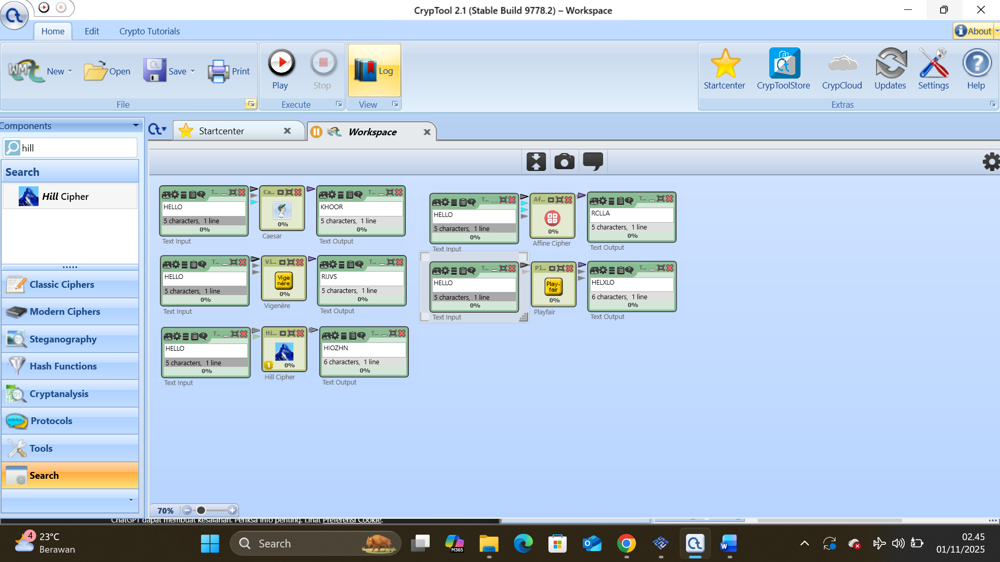 CrypTool 2.1 (Stable Build 9778.2) – Workspace
Home Edit Crypto Tutorials About
New Open Save Print Play Stop Log Startcenter CrypToolStore CrypCloud Updates Settings Help
File Execute View Extras
Components
Startcenter Workspace
hill
Search
Hill Cipher
Classic Ciphers
Modern Ciphers
Steganography
Hash Functions
Cryptanalysis
Protocols
Tools
Search
T... Ca... T...
HELLO KHOOR
5 characters, 1 line 5 characters, 1 line
0% 0% 0%
Text Input Caesar Text Output
T... Af... T...
HELLO RCLLA
5 characters, 1 line 5 characters, 1 line
0% 0% 0%
Text Input Affine Cipher Text Output
T... Vi... T...
HELLO Vige nère RIJVS
5 characters, 1 line 5 characters, 1 line
0% 0% 0%
Text Input Vigenère Text Output
T... Pl... T...
HELLO Play- fair HELXLO
5 characters, 1 line 6 characters, 1 line
0% 0% 0%
Text Input Playfair Text Output
T... Hi... T...
HELLO HIOZHN
5 characters, 1 line 6 characters, 1 line
0% 1 0% 0%
Text Input Hill Cipher Text Output
70%
ChatGPT dapat membuat kesalahan. Periksa info penting. Lihat Preferensi Cookie.
4 23°C
Berawan
Search
M365
02.45
01/11/2025